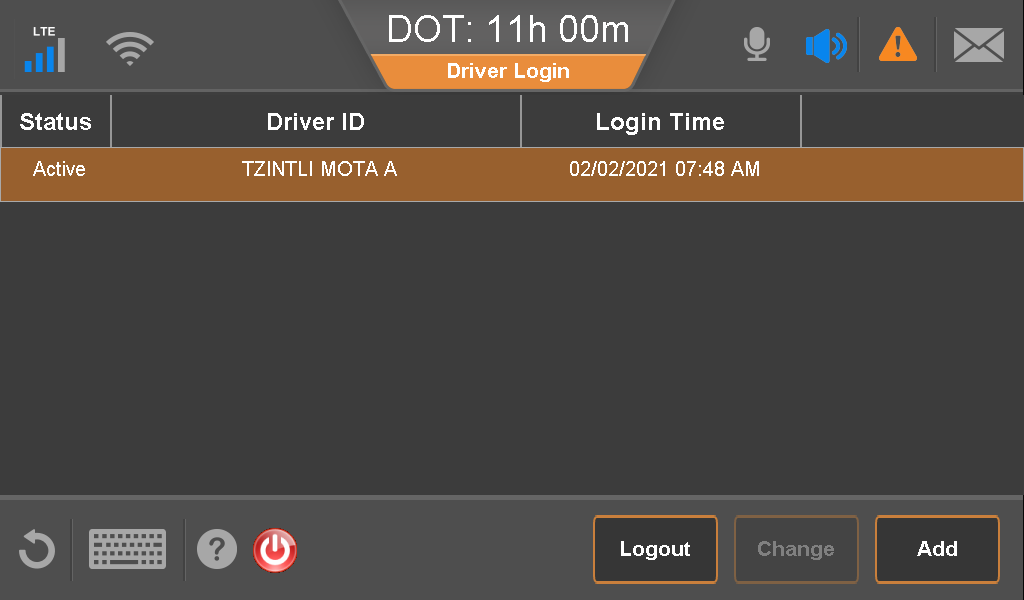 LTE
DOT: 11h 00m
Driver Login
Status Driver ID Login Time
Active TZINTLI MOTA A 02/02/2021 07:48 AM
Logout Change Add